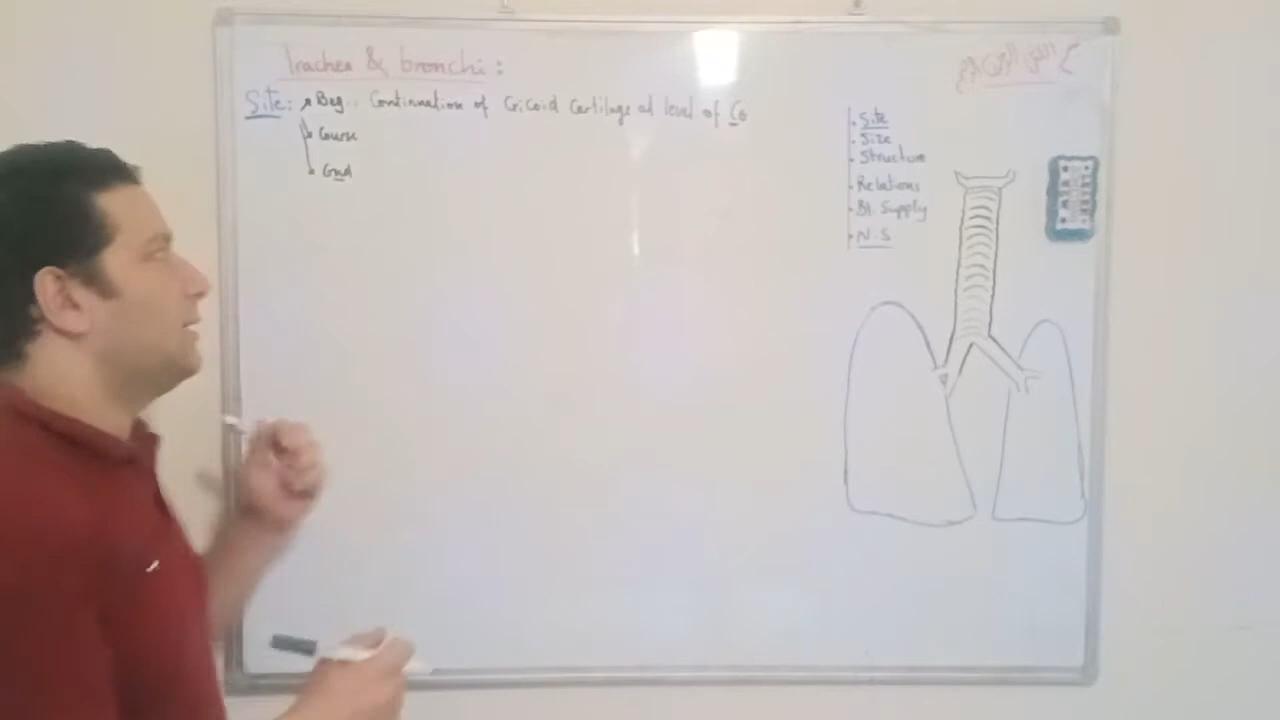 Trachea & bronchi:
Site: Beg.: Continuation of Cricoid Cartilage ad level of C6
Course
End
. Site
. Size
. Structure
. Relations
. Bl. Supply
. N.S